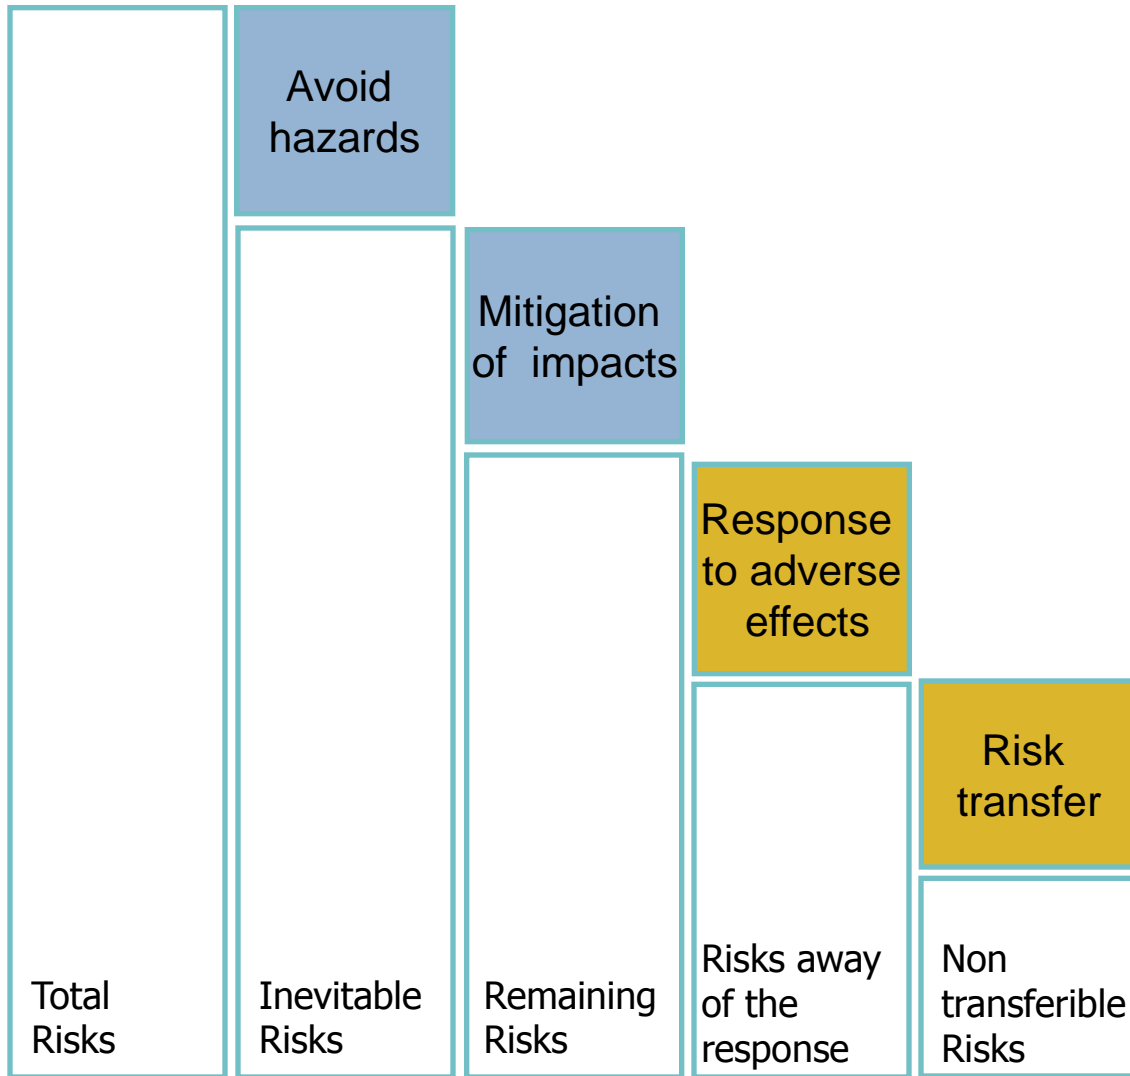 Avoid
hazards
Mitigation
of impacts
Response
to adverse
effects
Risk
transfer
Total
Risks
Inevitable
Risks
Remaining
Risks
Risks away
of the
response
Non
transferible
Risks